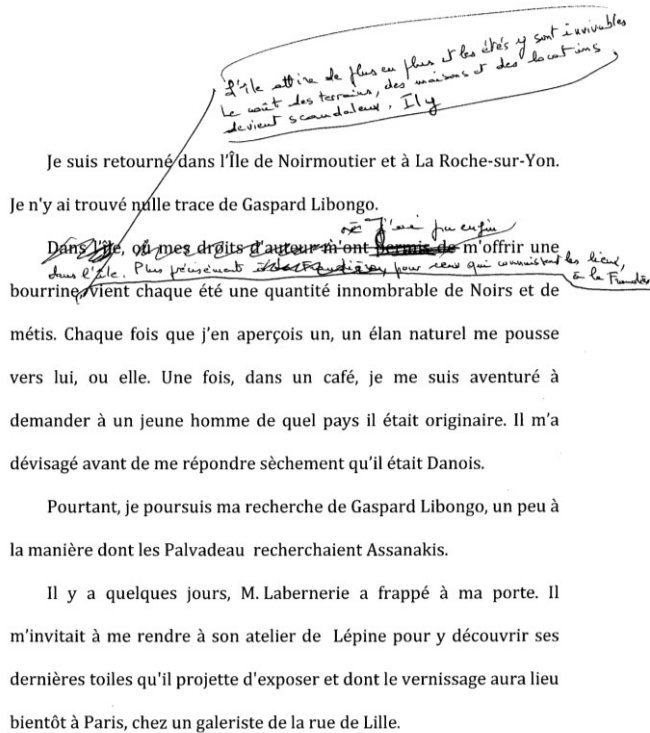 L'île attire de plus en plus et les étés y sont invivables
Le coût des terrains, des maisons et des locations
devient scandaleux. Il y
Je suis retourné dans l'Île de Noirmoutier et à La Roche-sur-Yon.
Je n'y ai trouvé nulle trace de Gaspard Libongo.
J'ai pu enfin
Dans l'île, où mes droits d'auteur m'ont permis de m'offrir une
dans l'île. Plus précisément pour ceux qui connaissent les lieux,
à la
bourrine, vient chaque été une quantité innombrable de Noirs et de
métis. Chaque fois que j'en aperçois un, un élan naturel me pousse
vers lui, ou elle. Une fois, dans un café, je me suis aventuré à
demander à un jeune homme de quel pays il était originaire. Il m'a
dévisagé avant de me répondre sèchement qu'il était Danois.
Pourtant, je poursuis ma recherche de Gaspard Libongo, un peu à
la manière dont les Palvadeau recherchaient Assanakis.
Il y a quelques jours, M. Labernerie a frappé à ma porte. Il
m'invitait à me rendre à son atelier de Lépine pour y découvrir ses
dernières toiles qu'il projette d'exposer et dont le vernissage aura lieu
bientôt à Paris, chez un galeriste de la rue de Lille.